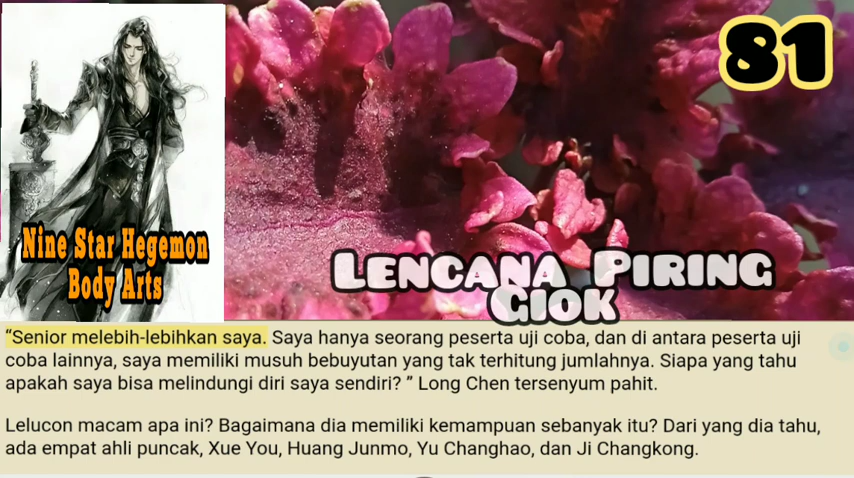 81
Nine Star Hegemon
Body Arts
Lencana Piring
Giok
“Senior melebih-lebihkan saya. Saya hanya seorang peserta uji coba, dan di antara peserta uji
coba lainnya, saya memiliki musuh bebuyutan yang tak terhitung jumlahnya. Siapa yang tahu
apakah saya bisa melindungi diri saya sendiri? ” Long Chen tersenyum pahit.
Lelucon macam apa ini? Bagaimana dia memiliki kemampuan sebanyak itu? Dari yang dia tahu,
ada empat ahli puncak, Xue You, Huang Junmo, Yu Changhao, dan Ji Changkong.